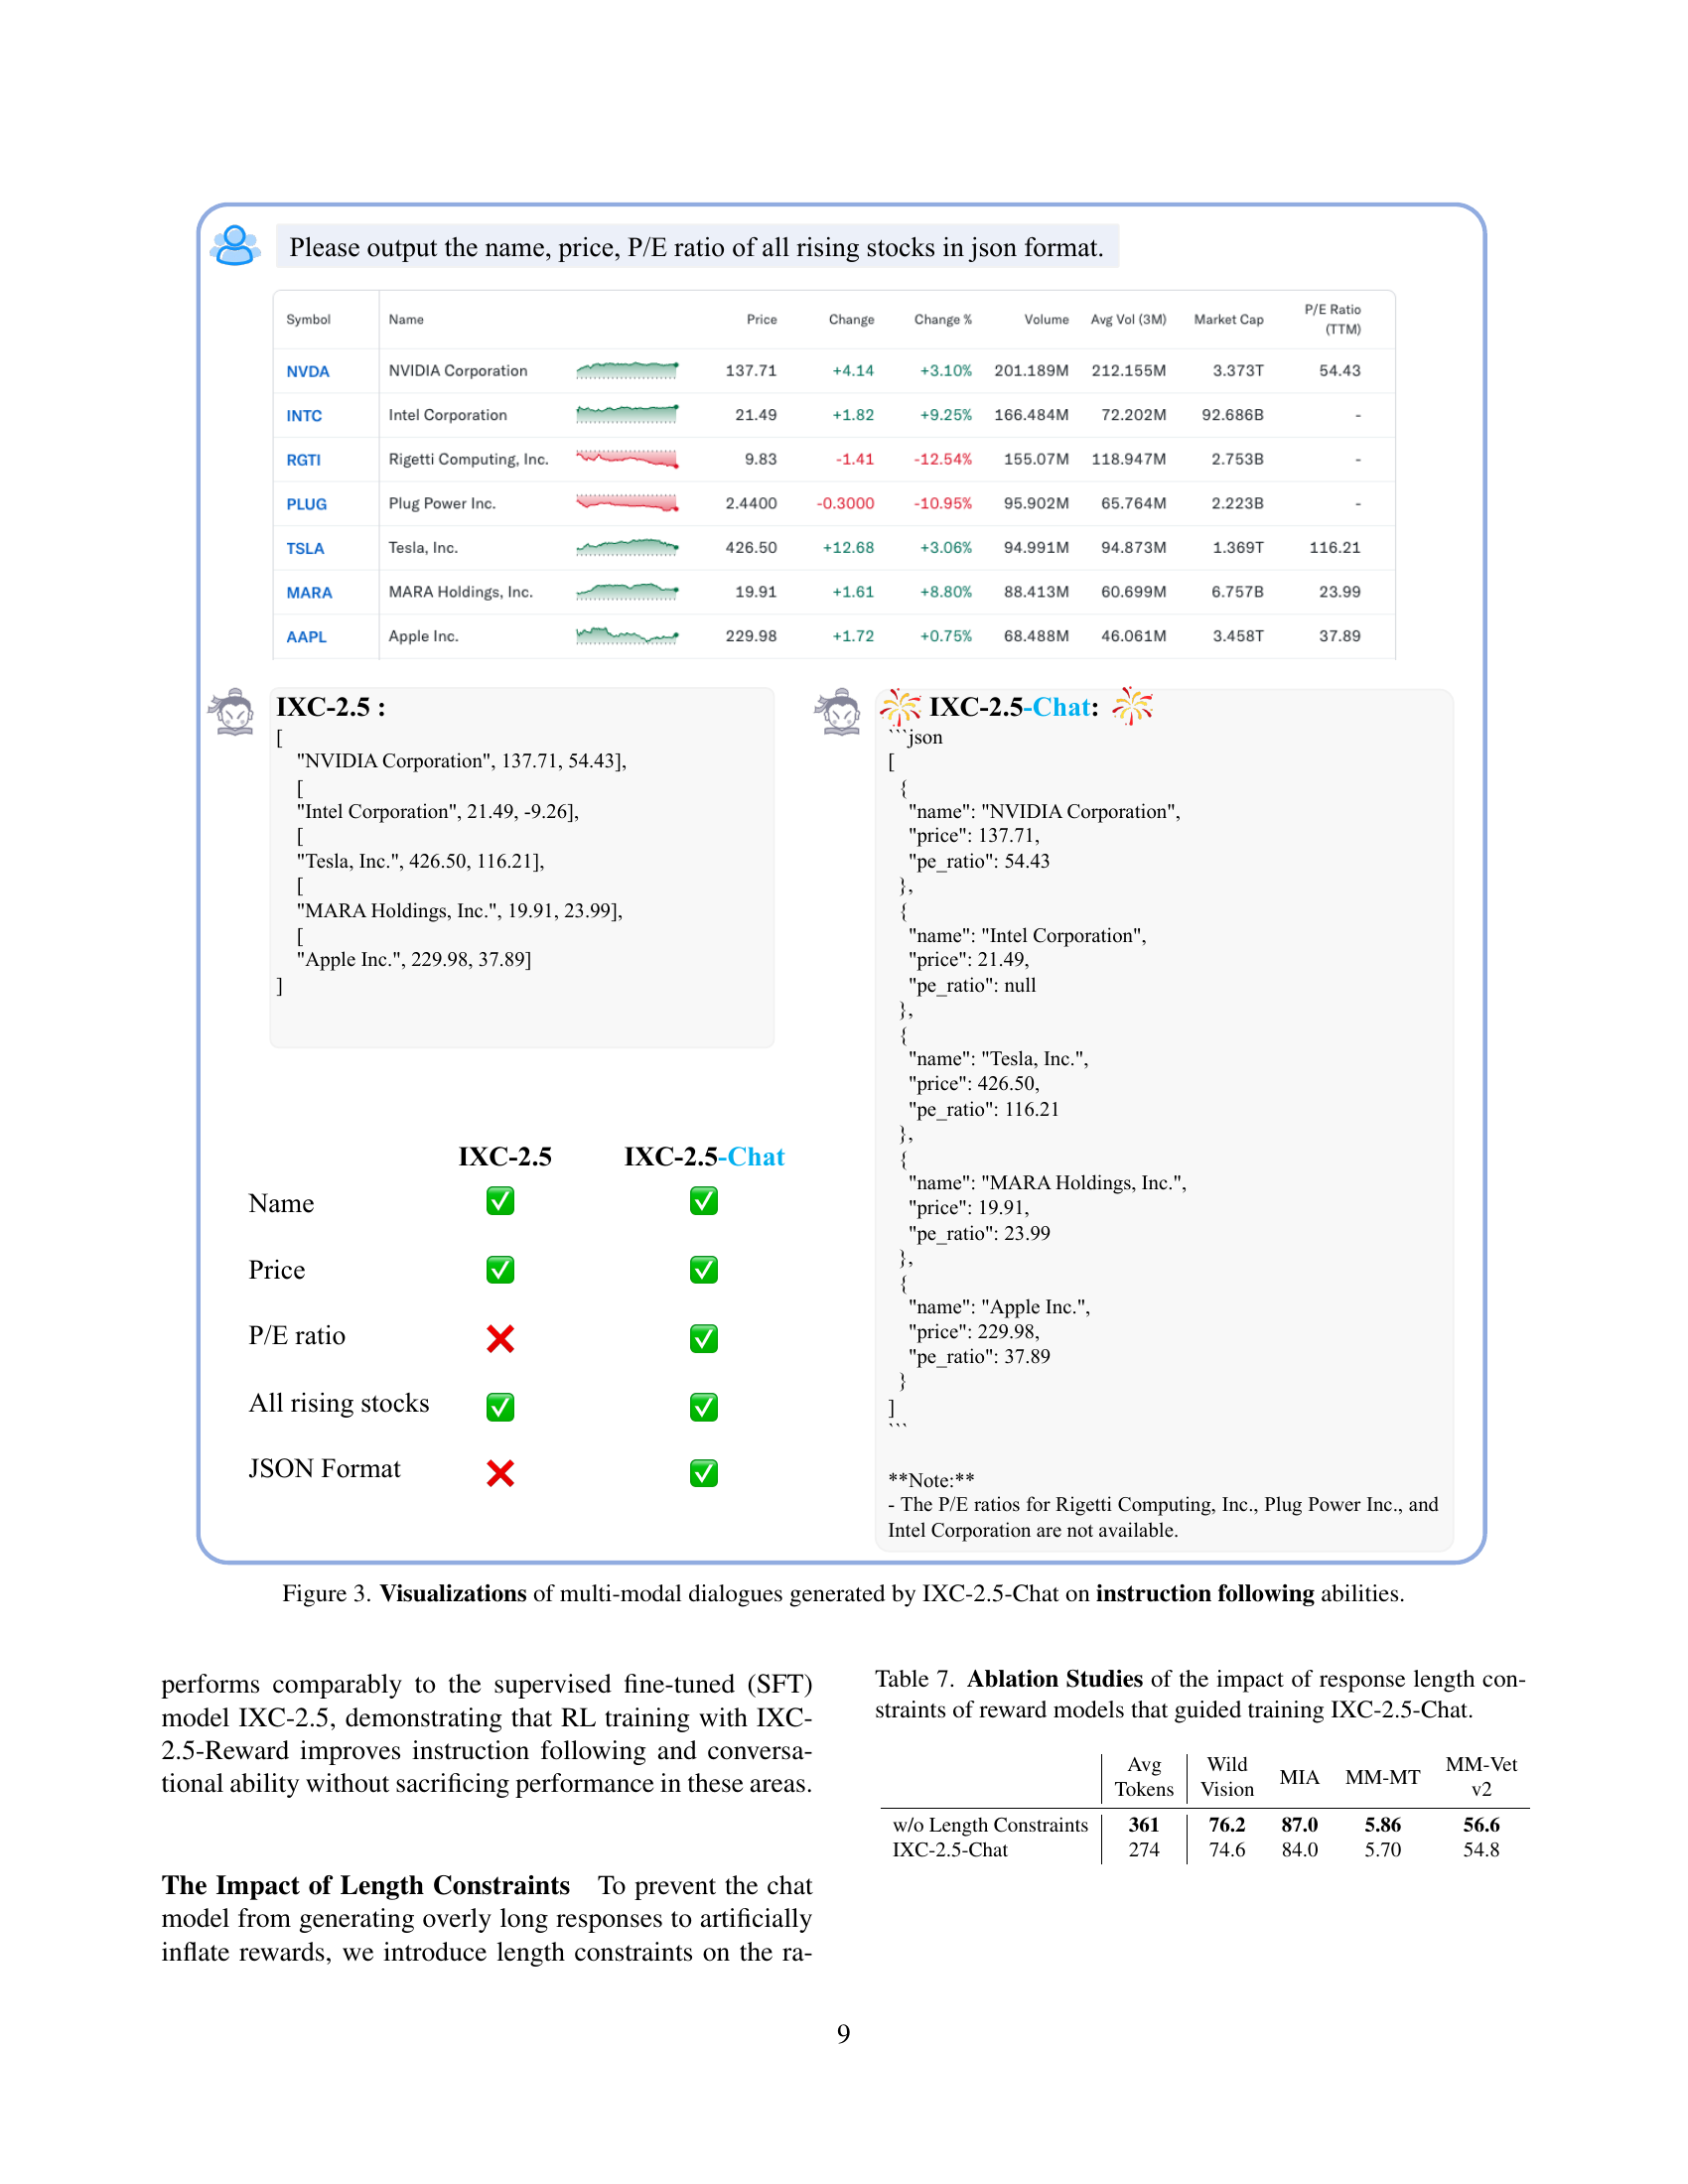 Please output the name, price, P/E ratio of all rising stocks in json format.
Symbol Name Price Change Change % Volume Avg Vol (3M) Market Cap P/E Ratio (TTM)
NVDA NVIDIA Corporation 137.71 +4.14 +3.10% 201.189M 212.155M 3.373T 54.43
INTC Intel Corporation 21.49 +1.82 +9.25% 166.484M 72.202M 92.686B -
RGTI Rigetti Computing, Inc. 9.83 -1.41 -12.54% 155.07M 118.947M 2.753B -
PLUG Plug Power Inc. 2.4400 -0.3000 -10.95% 95.902M 65.764M 2.223B -
TSLA Tesla, Inc. 426.50 +12.68 +3.06% 94.991M 94.873M 1.369T 116.21
MARA MARA Holdings, Inc. 19.91 +1.61 +8.80% 88.413M 60.699M 6.757B 23.99
AAPL Apple Inc. 229.98 +1.72 +0.75% 68.488M 46.061M 3.458T 37.89
IXC-2.5 :
[
"NVIDIA Corporation", 137.71, 54.43],
[
"Intel Corporation", 21.49, -9.26],
[
"Tesla, Inc.", 426.50, 116.21],
[
"MARA Holdings, Inc.", 19.91, 23.99],
[
"Apple Inc.", 229.98, 37.89]
]
IXC-2.5 IXC-2.5-Chat
Name
Price
P/E ratio
All rising stocks
JSON Format
IXC-2.5-Chat:
```json
[
{
"name": "NVIDIA Corporation",
"price": 137.71,
"pe_ratio": 54.43
},
{
"name": "Intel Corporation",
"price": 21.49,
"pe_ratio": null
},
{
"name": "Tesla, Inc.",
"price": 426.50,
"pe_ratio": 116.21
},
{
"name": "MARA Holdings, Inc.",
"price": 19.91,
"pe_ratio": 23.99
},
{
"name": "Apple Inc.",
"price": 229.98,
"pe_ratio": 37.89
}
]
```
**Note:**
- The P/E ratios for Rigetti Computing, Inc., Plug Power Inc., and
Intel Corporation are not available.
Figure 3. Visualizations of multi-modal dialogues generated by IXC-2.5-Chat on instruction following abilities.
performs comparably to the supervised fine-tuned (SFT)
model IXC-2.5, demonstrating that RL training with IXC-
2.5-Reward improves instruction following and conversa-
tional ability without sacrificing performance in these areas.
The Impact of Length Constraints To prevent the chat
model from generating overly long responses to artificially
inflate rewards, we introduce length constraints on the ra-
Table 7. Ablation Studies of the impact of response length con-
straints of reward models that guided training IXC-2.5-Chat.
Avg Tokens Wild Vision MIA MM-MT MM-Vet v2
w/o Length Constraints 361 76.2 87.0 5.86 56.6
IXC-2.5-Chat 274 74.6 84.0 5.70 54.8
9